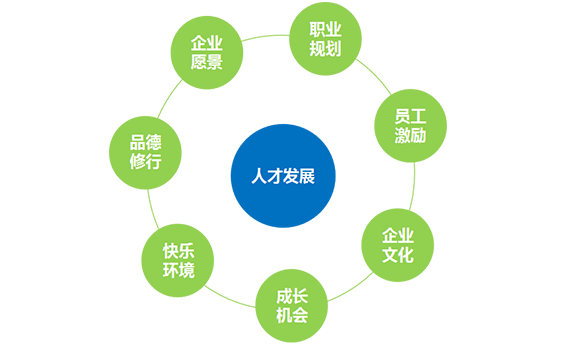 职业
规划
企业
愿景
员工
激励
品德
修行
人才发展
企业
文化
快乐
环境
成长
机会